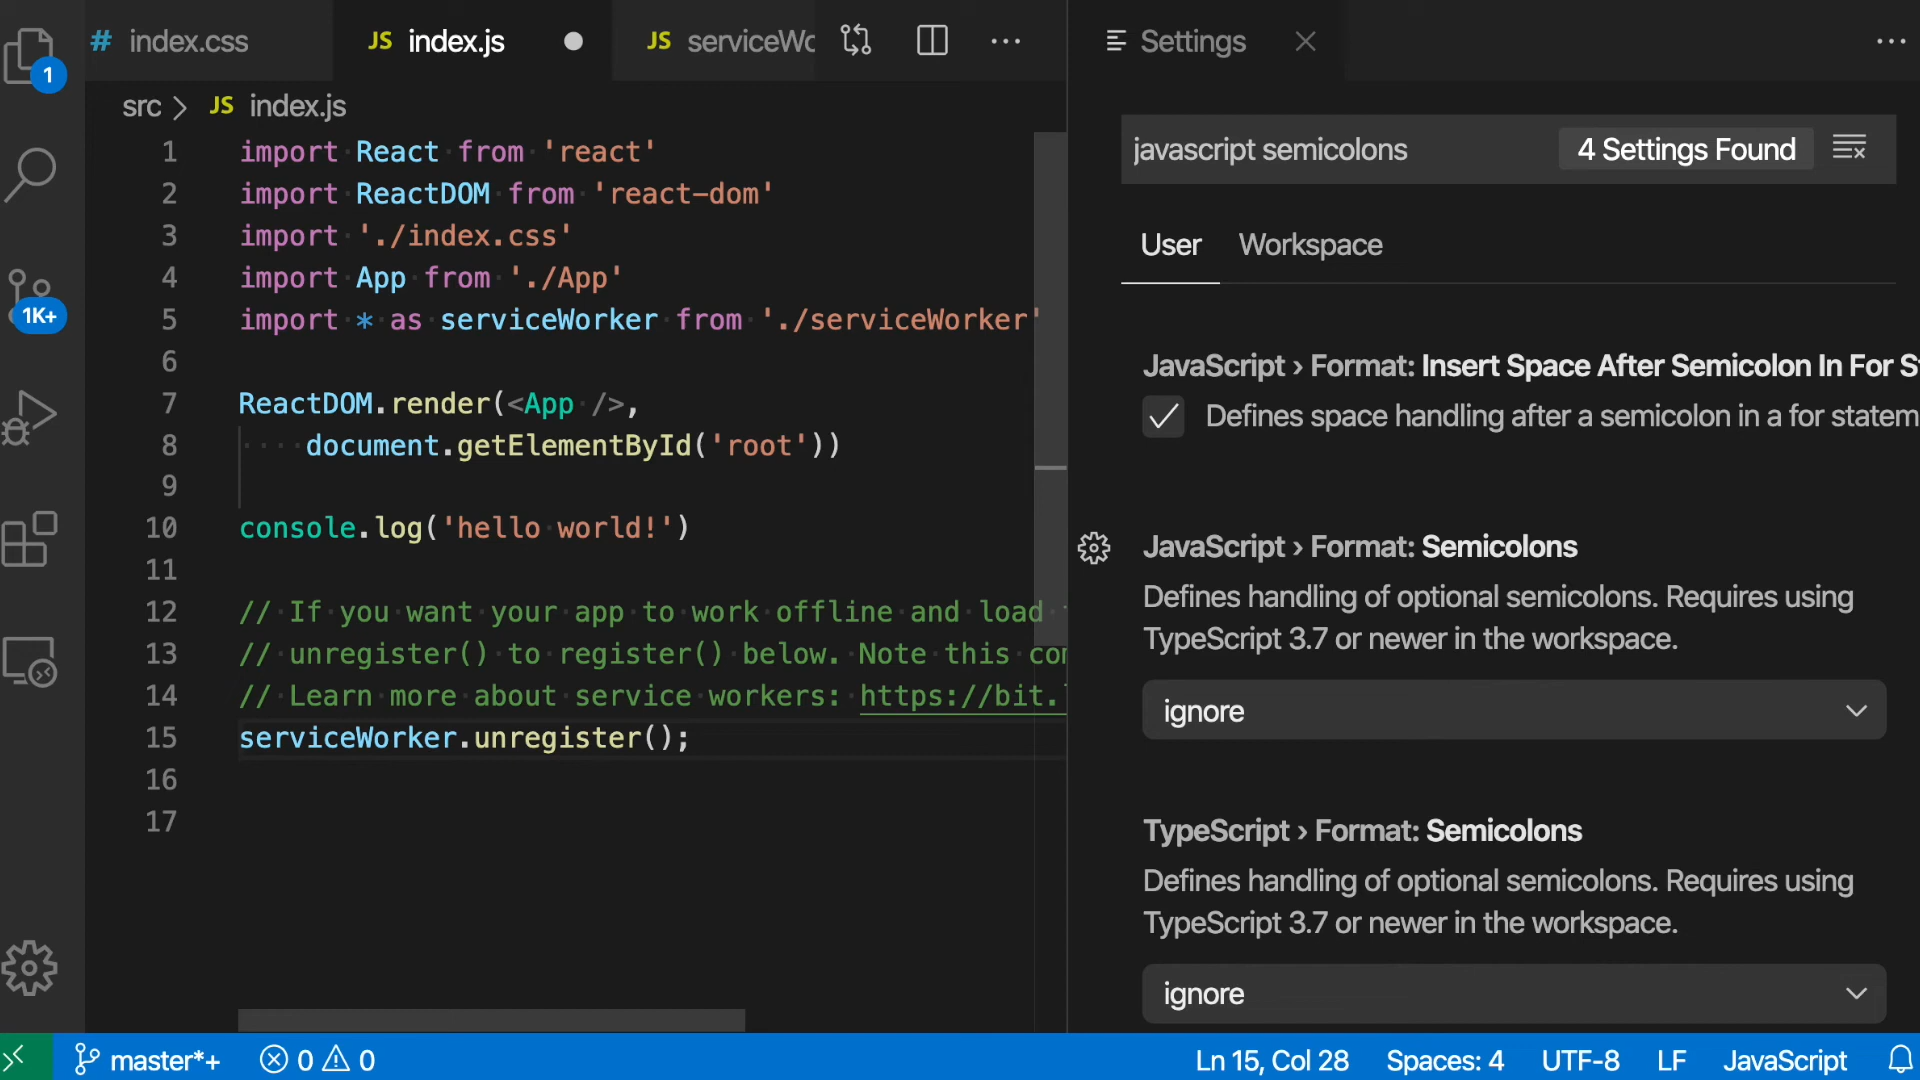 # index.css
JS index.js
JS serviceWo
Settings
1
src > JS index.js
1 import React from 'react'
2 import ReactDOM from 'react-dom'
3 import './index.css'
4 import App from './App'
5 import * as serviceWorker from './serviceWorker'
6
7 ReactDOM.render(<App />,
8 document.getElementById('root'))
9
10 console.log('hello world!')
11
12 // If you want your app to work offline and load
13 // unregister() to register() below. Note this con
14 // Learn more about service workers: https://bit.
15 serviceWorker.unregister();
16
17
1K+
javascript semicolons
4 Settings Found
User
Workspace
JavaScript › Format: Insert Space After Semicolon In For St
Defines space handling after a semicolon in a for statem
JavaScript › Format: Semicolons
Defines handling of optional semicolons. Requires using
TypeScript 3.7 or newer in the workspace.
ignore
TypeScript › Format: Semicolons
Defines handling of optional semicolons. Requires using
TypeScript 3.7 or newer in the workspace.
ignore
master*+
0
0
Ln 15, Col 28
Spaces: 4
UTF-8
LF
JavaScript